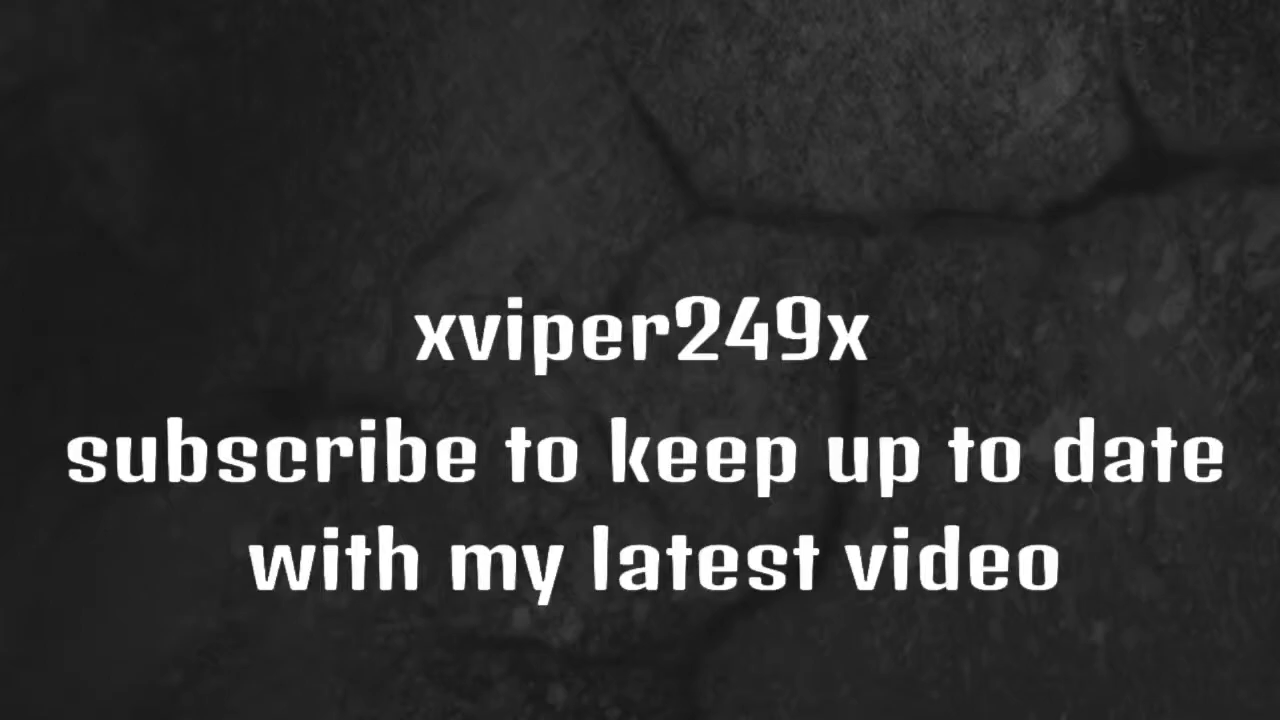 xviper249x
subscribe to keep up to date
with my latest video